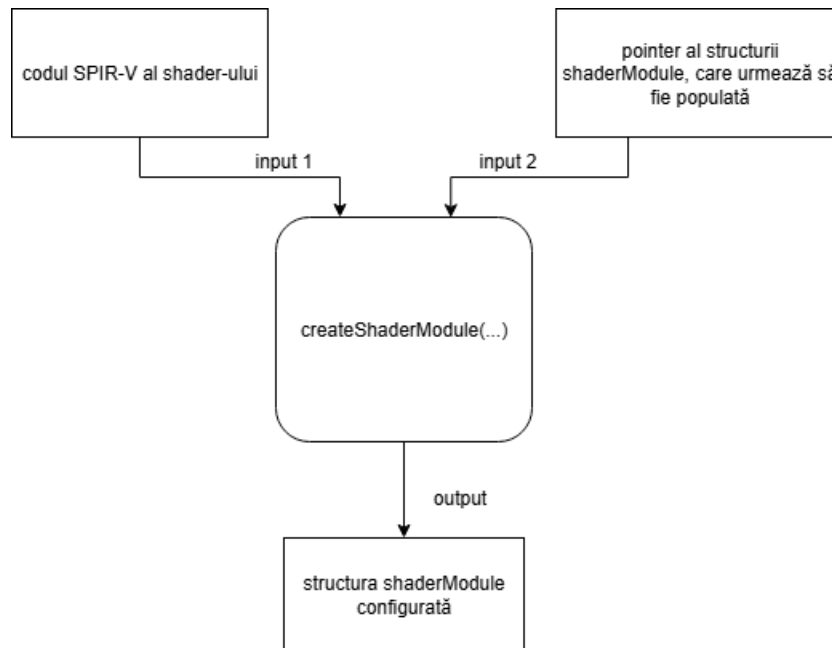 codul SPIR-V al shader-ului
pointer al structurii
shaderModule, care urmează să
fie populată
input 1
input 2
createShaderModule(...)
output
structura shaderModule
configurată